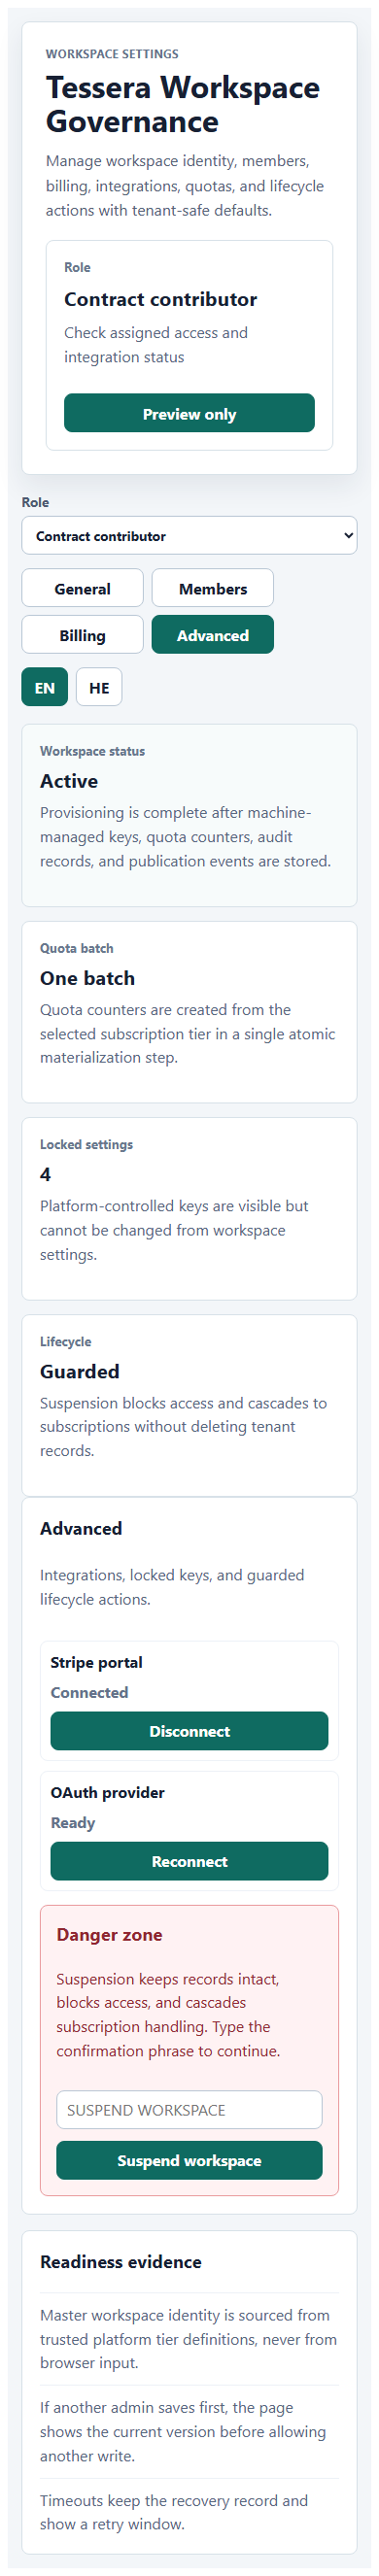 WORKSPACE SETTINGS
Tessera Workspace
Governance
Manage workspace identity, members,
billing, integrations, quotas, and lifecycle
actions with tenant-safe defaults.
Role
Contract contributor
Check assigned access and
integration status
Preview only
Role
Contract contributor
General
Members
Billing
Advanced
EN
HE
Workspace status
Active
Provisioning is complete after machine-
managed keys, quota counters, audit
records, and publication events are stored.
Quota batch
One batch
Quota counters are created from the
selected subscription tier in a single atomic
materialization step.
Locked settings
4
Platform-controlled keys are visible but
cannot be changed from workspace
settings.
Lifecycle
Guarded
Suspension blocks access and cascades to
subscriptions without deleting tenant
records.
Advanced
Integrations, locked keys, and guarded
lifecycle actions.
Stripe portal
Connected
Disconnect
OAuth provider
Ready
Reconnect
Danger zone
Suspension keeps records intact,
blocks access, and cascades
subscription handling. Type the
confirmation phrase to continue.
SUSPEND WORKSPACE
Suspend workspace
Readiness evidence
Master workspace identity is sourced from
trusted platform tier definitions, never from
browser input.
If another admin saves first, the page
shows the current version before allowing
another write.
Timeouts keep the recovery record and
show a retry window.